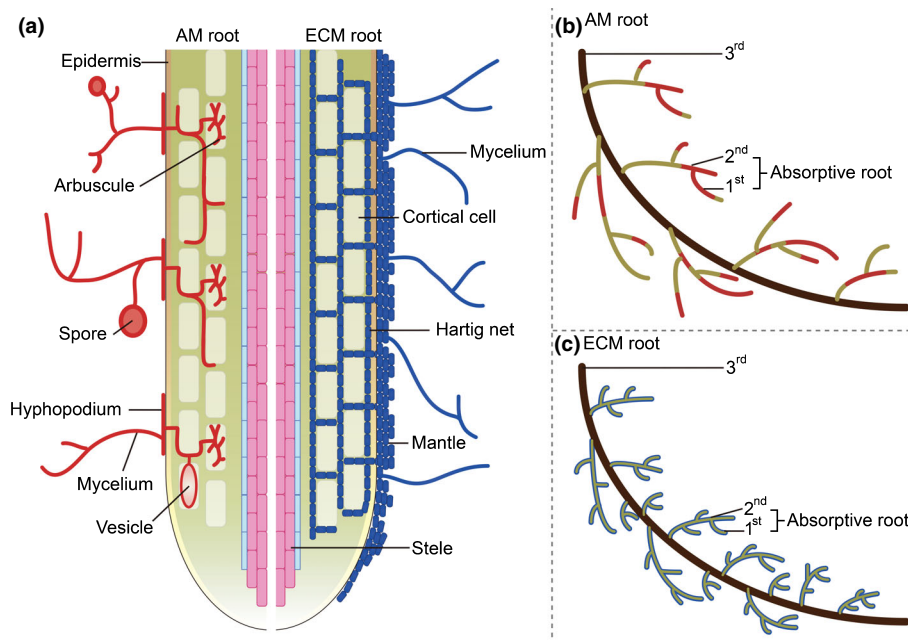 (a)
AM root
ECM root
Epidermis
Arbuscule
Spore
Hyphopodium
Mycelium
Vesicle
Mycelium
Cortical cell
Hartig net
Mantle
Stele
(b)
AM root
3rd
2nd
1st
Absorptive root
(c)
ECM root
3rd
2nd
1st
Absorptive root